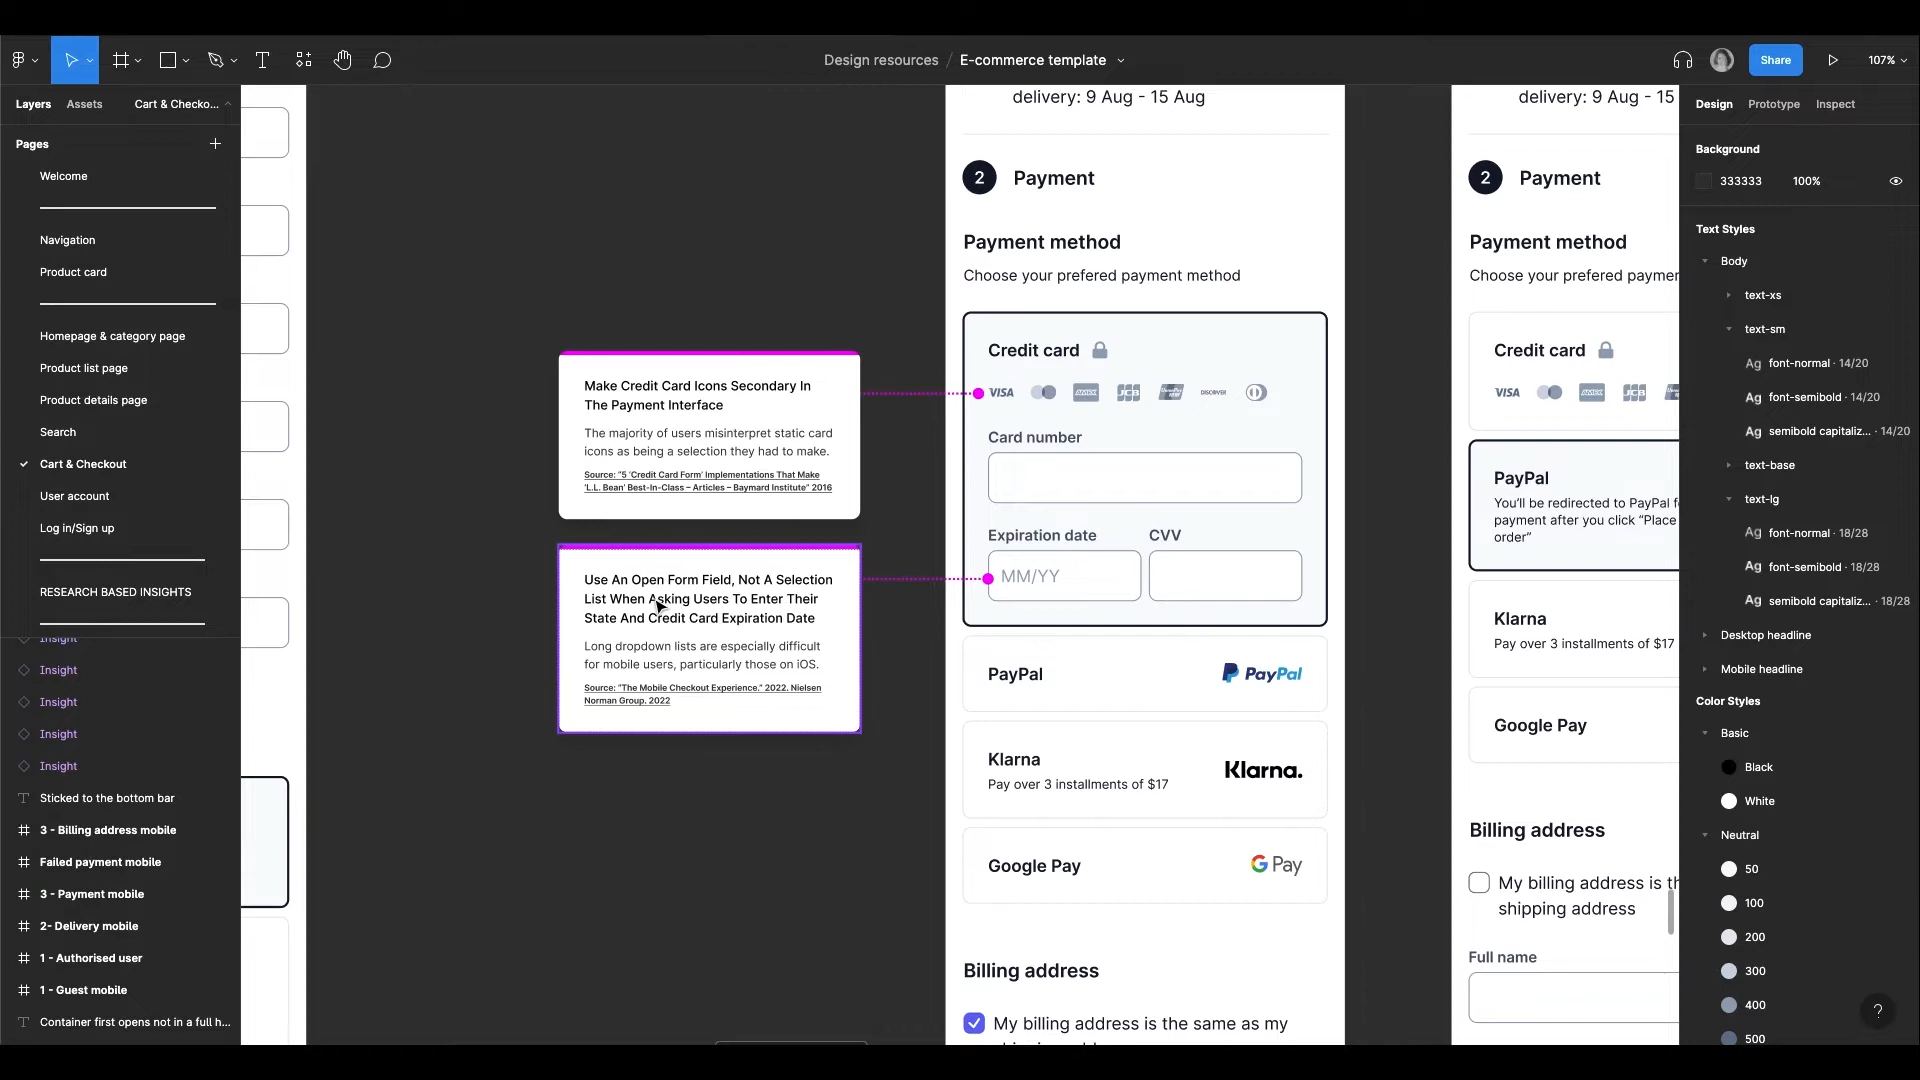 Design resources / E-commerce template
Share
107%
Layers
Assets
Cart & Checko...
Pages
Welcome
Navigation
Product card
Homepage & category page
Product list page
Product details page
Search
Cart & Checkout
User account
Log in/Sign up
RESEARCH BASED INSIGHTS
Insight
Insight
Insight
Insight
Insight
Sticked to the bottom bar
3 - Billing address mobile
Failed payment mobile
3 - Payment mobile
2- Delivery mobile
1 - Authorised user
1 - Guest mobile
Container first opens not in a full h...
Make Credit Card Icons Secondary In
The Payment Interface
The majority of users misinterpret static card
icons as being a selection they had to make.
Source: "5 'Credit Card Form' Implementations That Make
'L.L. Bean' Best-In-Class – Articles – Baymard Institute" 2016
Use An Open Form Field, Not A Selection
List When Asking Users To Enter Their
State And Credit Card Expiration Date
Long dropdown lists are especially difficult
for mobile users, particularly those on iOS.
Source: "The Mobile Checkout Experience." 2022. Nielsen
Norman Group. 2022
delivery: 9 Aug - 15 Aug
2 Payment
Payment method
Choose your prefered payment method
Credit card
VISA AMEX JCB DISCOVER
Card number
Expiration date CVV
MM/YY
PayPal PayPal
Klarna Klarna.
Pay over 3 installments of $17
Google Pay G Pay
Billing address
My billing address is the same as my
delivery: 9 Aug - 15
2 Payment
Payment method
Choose your prefered paymer
Credit card
VISA AMEX JCB
PayPal
You'll be redirected to PayPal f
payment after you click "Place
order"
Klarna
Pay over 3 installments of $17
Google Pay
Billing address
My billing address is th
shipping address
Full name
Design
Prototype
Inspect
Background
333333 100%
Text Styles
Body
text-xs
text-sm
Ag font-normal · 14/20
Ag font-semibold · 14/20
Ag semibold capitaliz... · 14/20
text-base
text-lg
Ag font-normal · 18/28
Ag font-semibold · 18/28
Ag semibold capitaliz... · 18/28
Desktop headline
Mobile headline
Color Styles
Basic
Black
White
Neutral
50
100
200
300
400
500
?